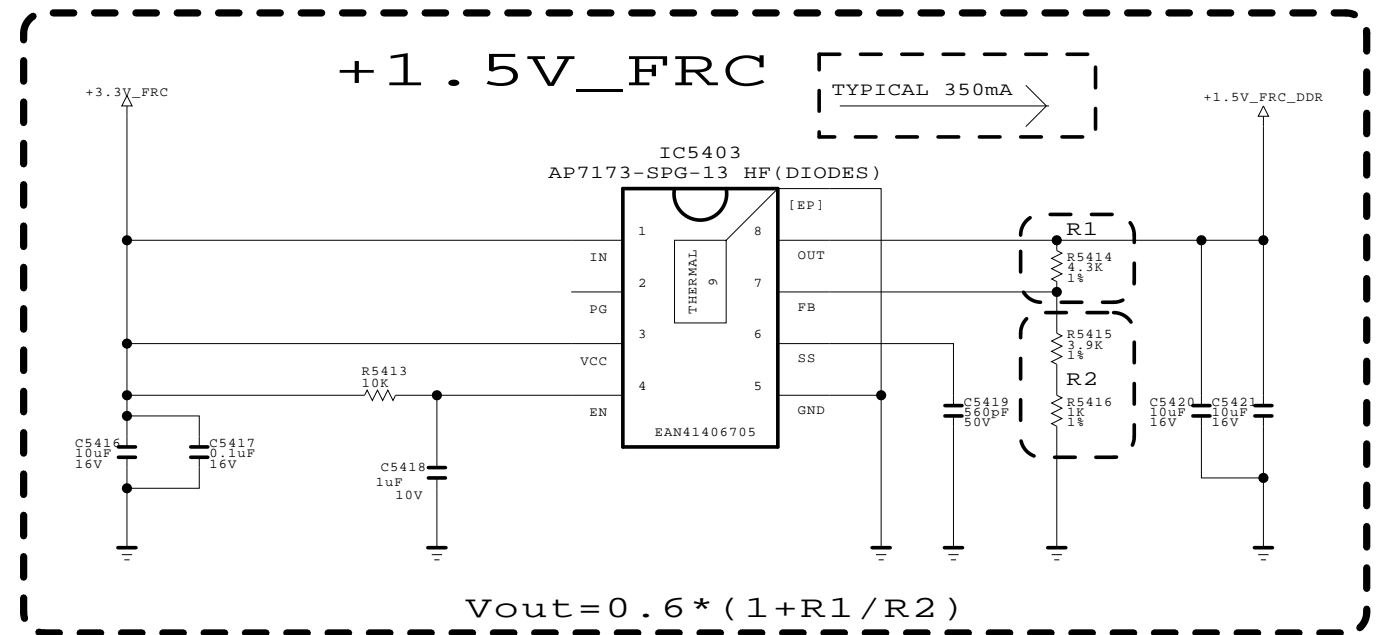 +1.5V_FRC
TYPICAL 350mA
+3.3V_FRC
+1.5V_FRC_DDR
IC5403
AP7173-SPG-13 HF(DIODES)
[EP]
1
8
IN
OUT
THERMAL
9
2
7
PG
FB
3
6
VCC
SS
4
5
EN
GND
EAN41406705
R1
R5414
4.3K
1%
R5415
3.9K
1%
R2
R5416
1K
1%
R5413
10K
C5416
10uF
16V
C5417
0.1uF
16V
C5418
1uF
10V
C5419
560pF
50V
C5420
10uF
16V
C5421
10uF
16V
Vout=0.6*(1+R1/R2)